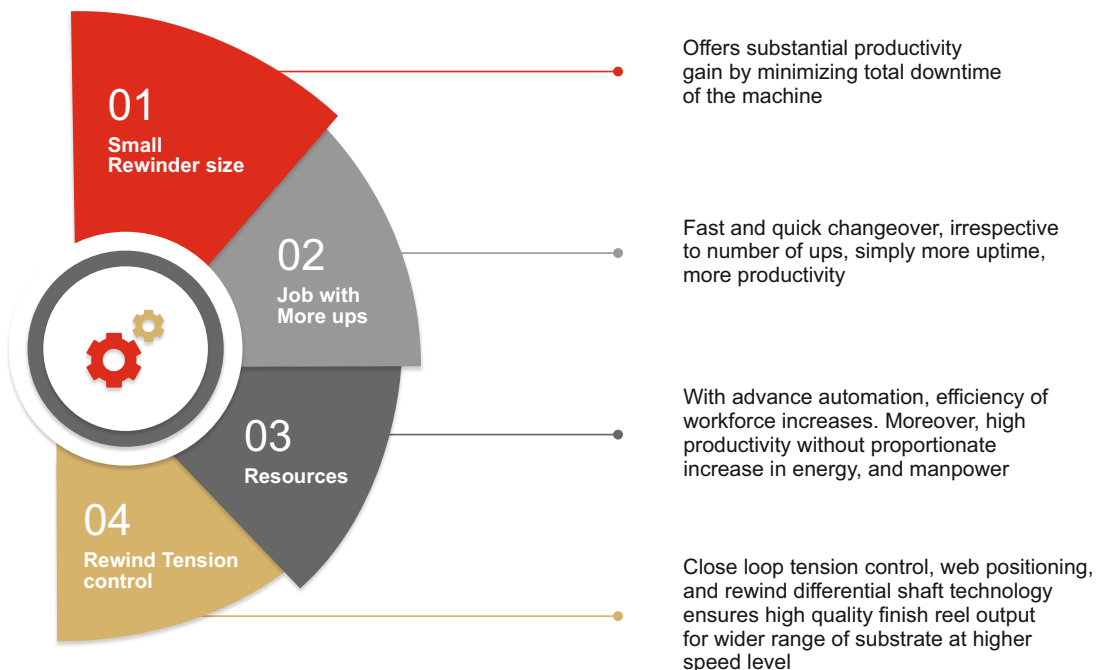 01
Small
Rewinder size
Offers substantial productivity
gain by minimizing total downtime
of the machine
02
Job with
More ups
Fast and quick changeover, irrespective
to number of ups, simply more uptime,
more productivity
03
Resources
With advance automation, efficiency of
workforce increases. Moreover, high
productivity without proportionate
increase in energy, and manpower
04
Rewind Tension
control
Close loop tension control, web positioning,
and rewind differential shaft technology
ensures high quality finish reel output
for wider range of substrate at higher
speed level